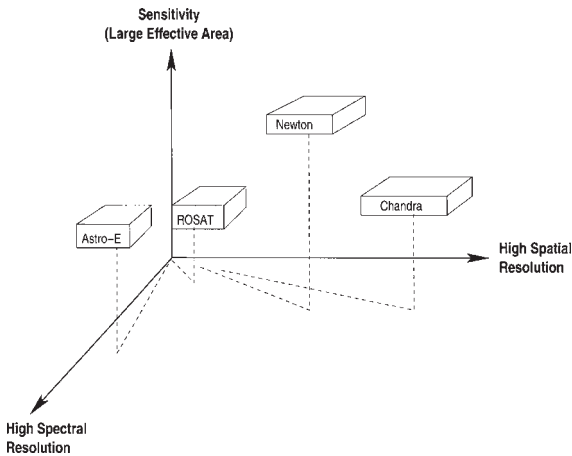 Sensitivity
(Large Effective Area)
Newton
Chandra
ROSAT
Astro-E
High Spatial
Resolution
High Spectral
Resolution